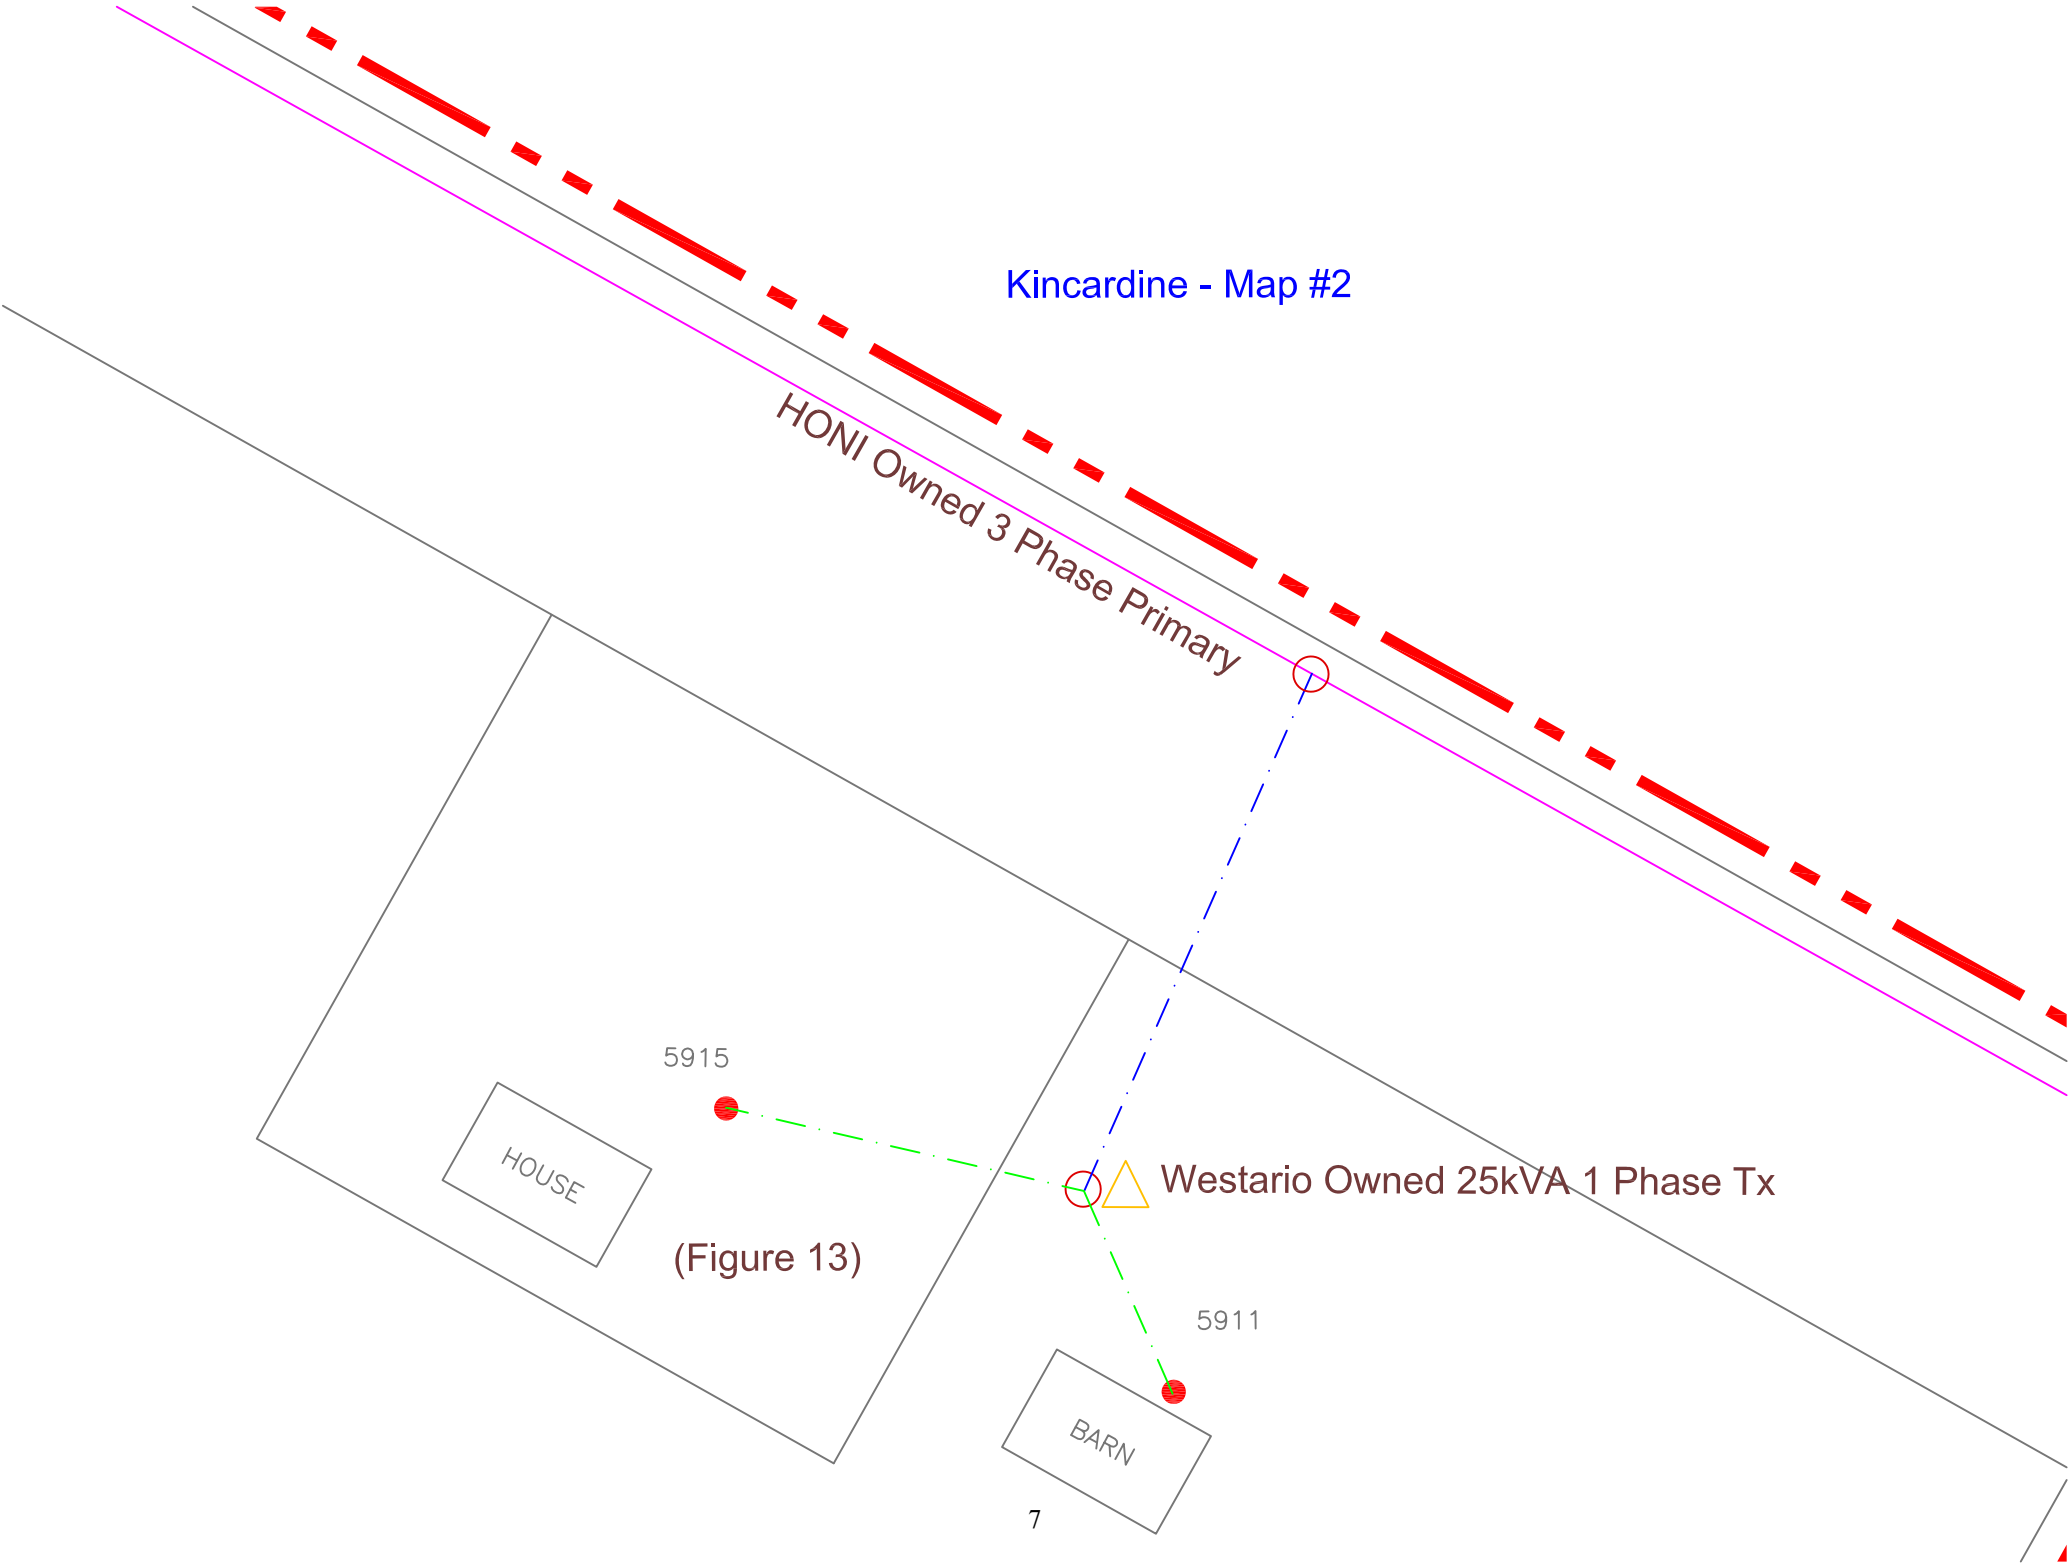 Kincardine - Map #2
HONI Owned 3 Phase Primary
5915
HOUSE
Westario Owned 25kVA 1 Phase Tx
(Figure 13)
5911
BARN
7